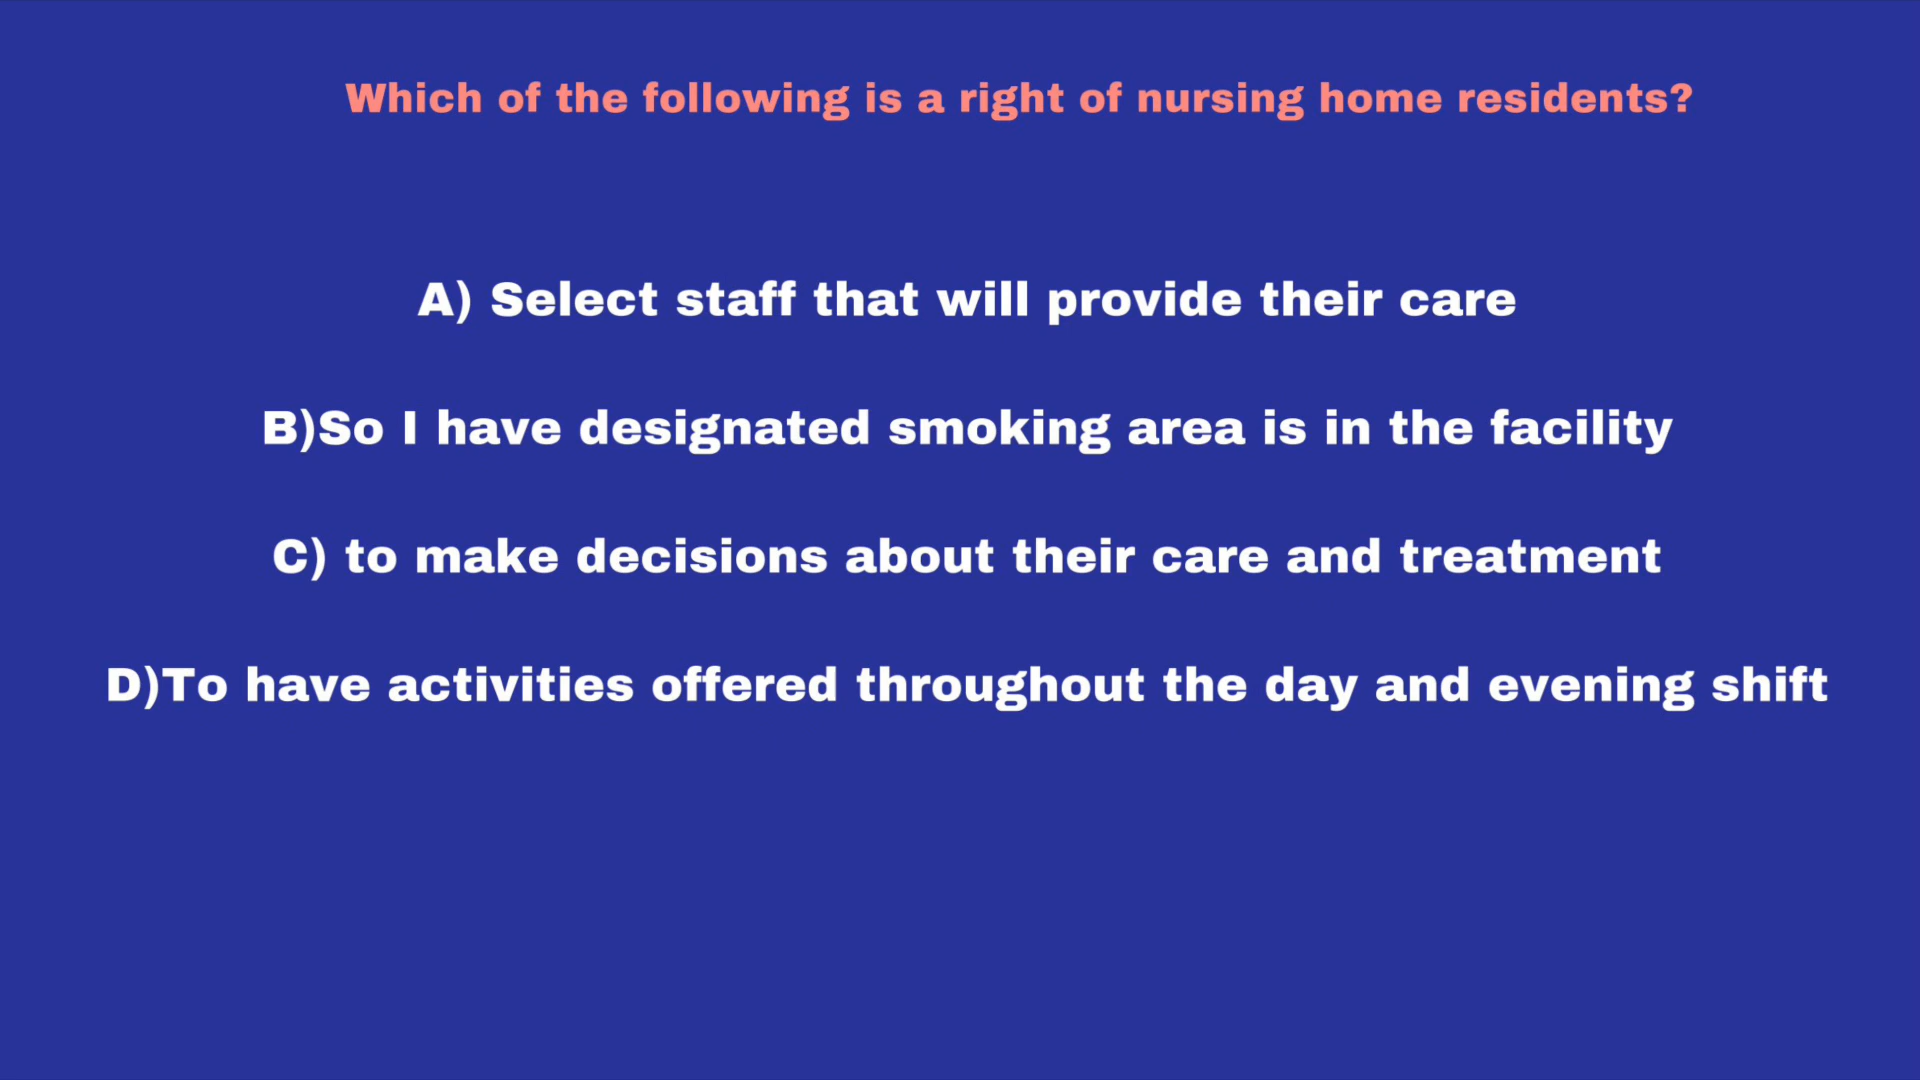 Which of the following is a right of nursing home residents?
A) Select staff that will provide their care
B)So I have designated smoking area is in the facility
C) to make decisions about their care and treatment
D)To have activities offered throughout the day and evening shift